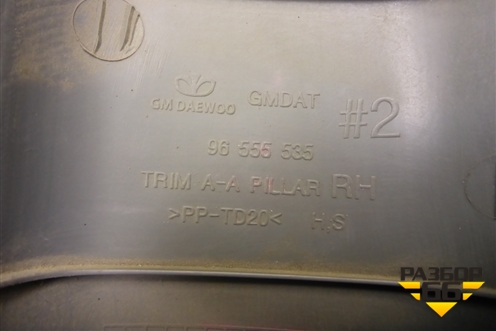 GM DAEWOO GMDAT #2
96 555 535
TRIM A-A PILLAR RH
>PP-TD20< H.S
РАЗБОР
66